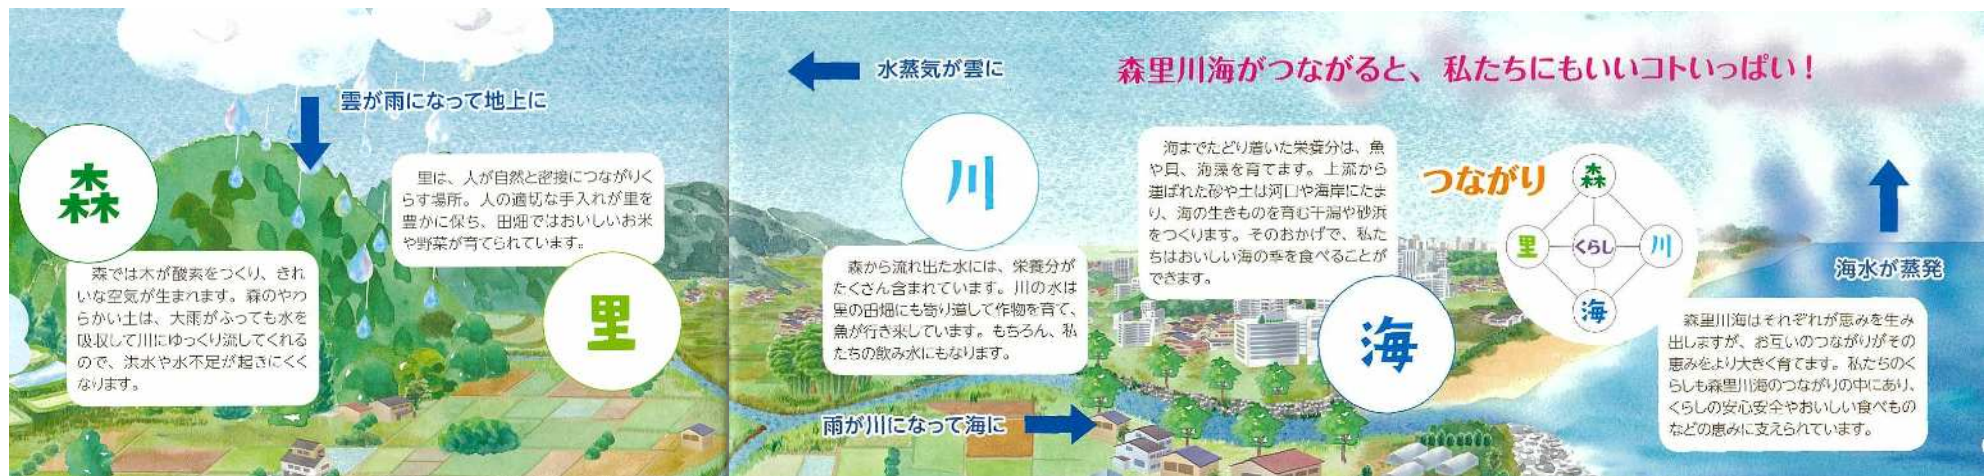 森里川海がつながると、私たちにもいいコトいっぱい！
雲が雨になって地上に
水蒸気が雲に
森
森では木が酸素をつくり、きれ
いな空気が生まれます。森のやわ
らかい土は、大雨がふっても水を
吸収して川にゆっくり流してくれる
ので、洪水や水不足が起きにくく
なります。
里は、人が自然と密接につながりく
らす場所。人の適切な手入れが里を
豊かに保ち、田畑ではおいしいお米
や野菜が育てられています。
里
川
森から流れ出た水には、栄養分が
たくさん含まれています。川の水は
里の田畑にも寄り道して作物を育て、
魚が行き来しています。もちろん、私
たちの飲み水にもなります。
雨が川になって海に
海までたどり着いた栄養分は、魚
や貝、海藻を育てます。上流から
運ばれた砂や土は河口や海岸にたま
り、海の生きものを育む干潟や砂浜
をつくります。そのおかげで、私た
ちはおいしい海の幸を食べることが
できます。
海
つながり
森
里
くらし
川
海
海水が蒸発
森里川海はそれぞれが恵みを生み
出しますが、お互いのつながりがその
恵みをより大きく育てます。私たちのく
らしも森里川海のつながりの中にあり、
くらしの安心安全やおいしい食べもの
などの恵みに支えられています。